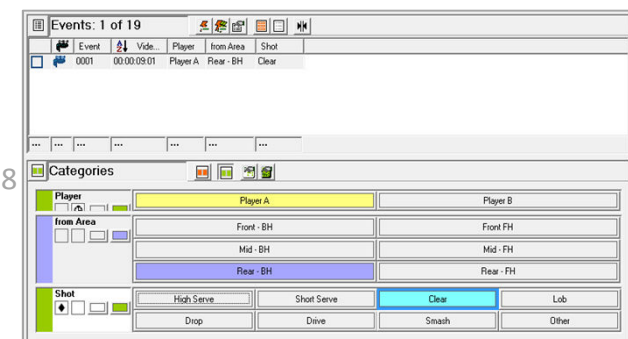 Events: 1 of 19
Event Vide... Player from Area Shot
0001 00:00:09:01 Player A Rear - BH Clear
... ... ... ... ... ... ...
8
Categories
Player
Player A Player B
from Area
Front - BH Front FH
Mid - BH Mid - FH
Rear - BH Rear - FH
Shot
High Serve Short Serve Clear Lob
Drop Drive Smash Other